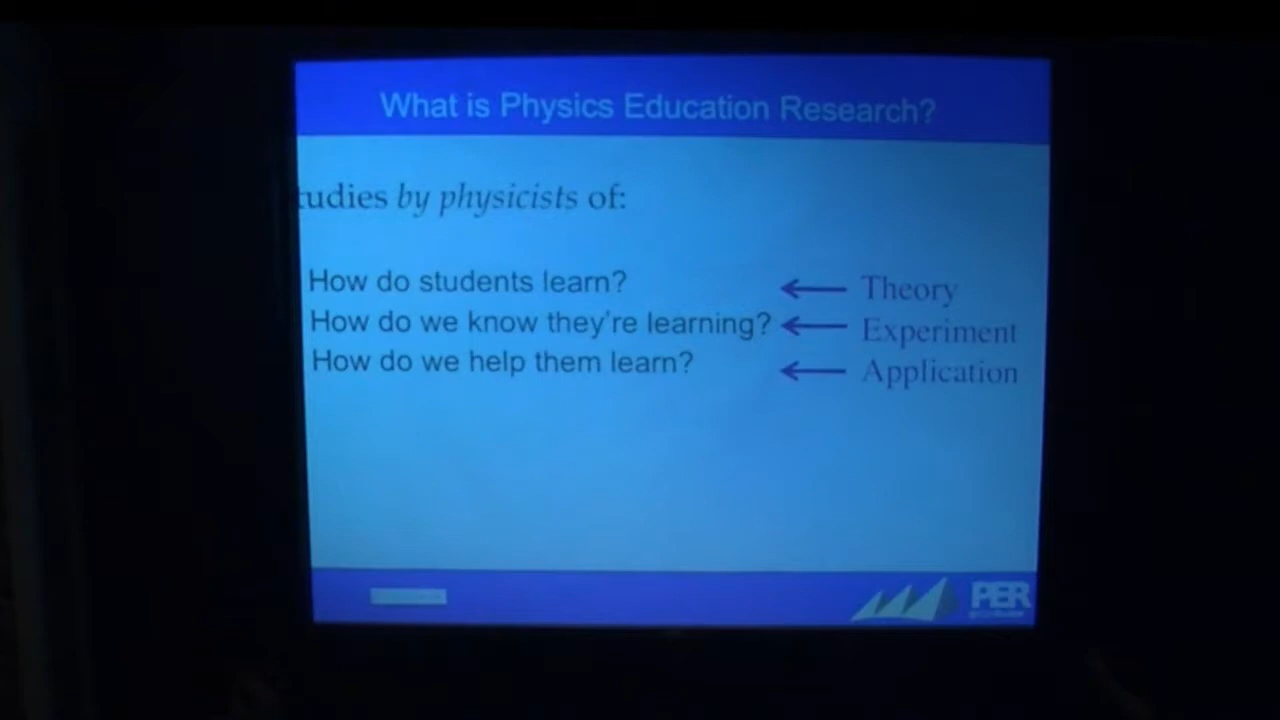 What is Physics Education Research?
tudies by physicists of:
How do students learn? ← Theory
How do we know they're learning? ← Experiment
How do we help them learn? ← Application
PER